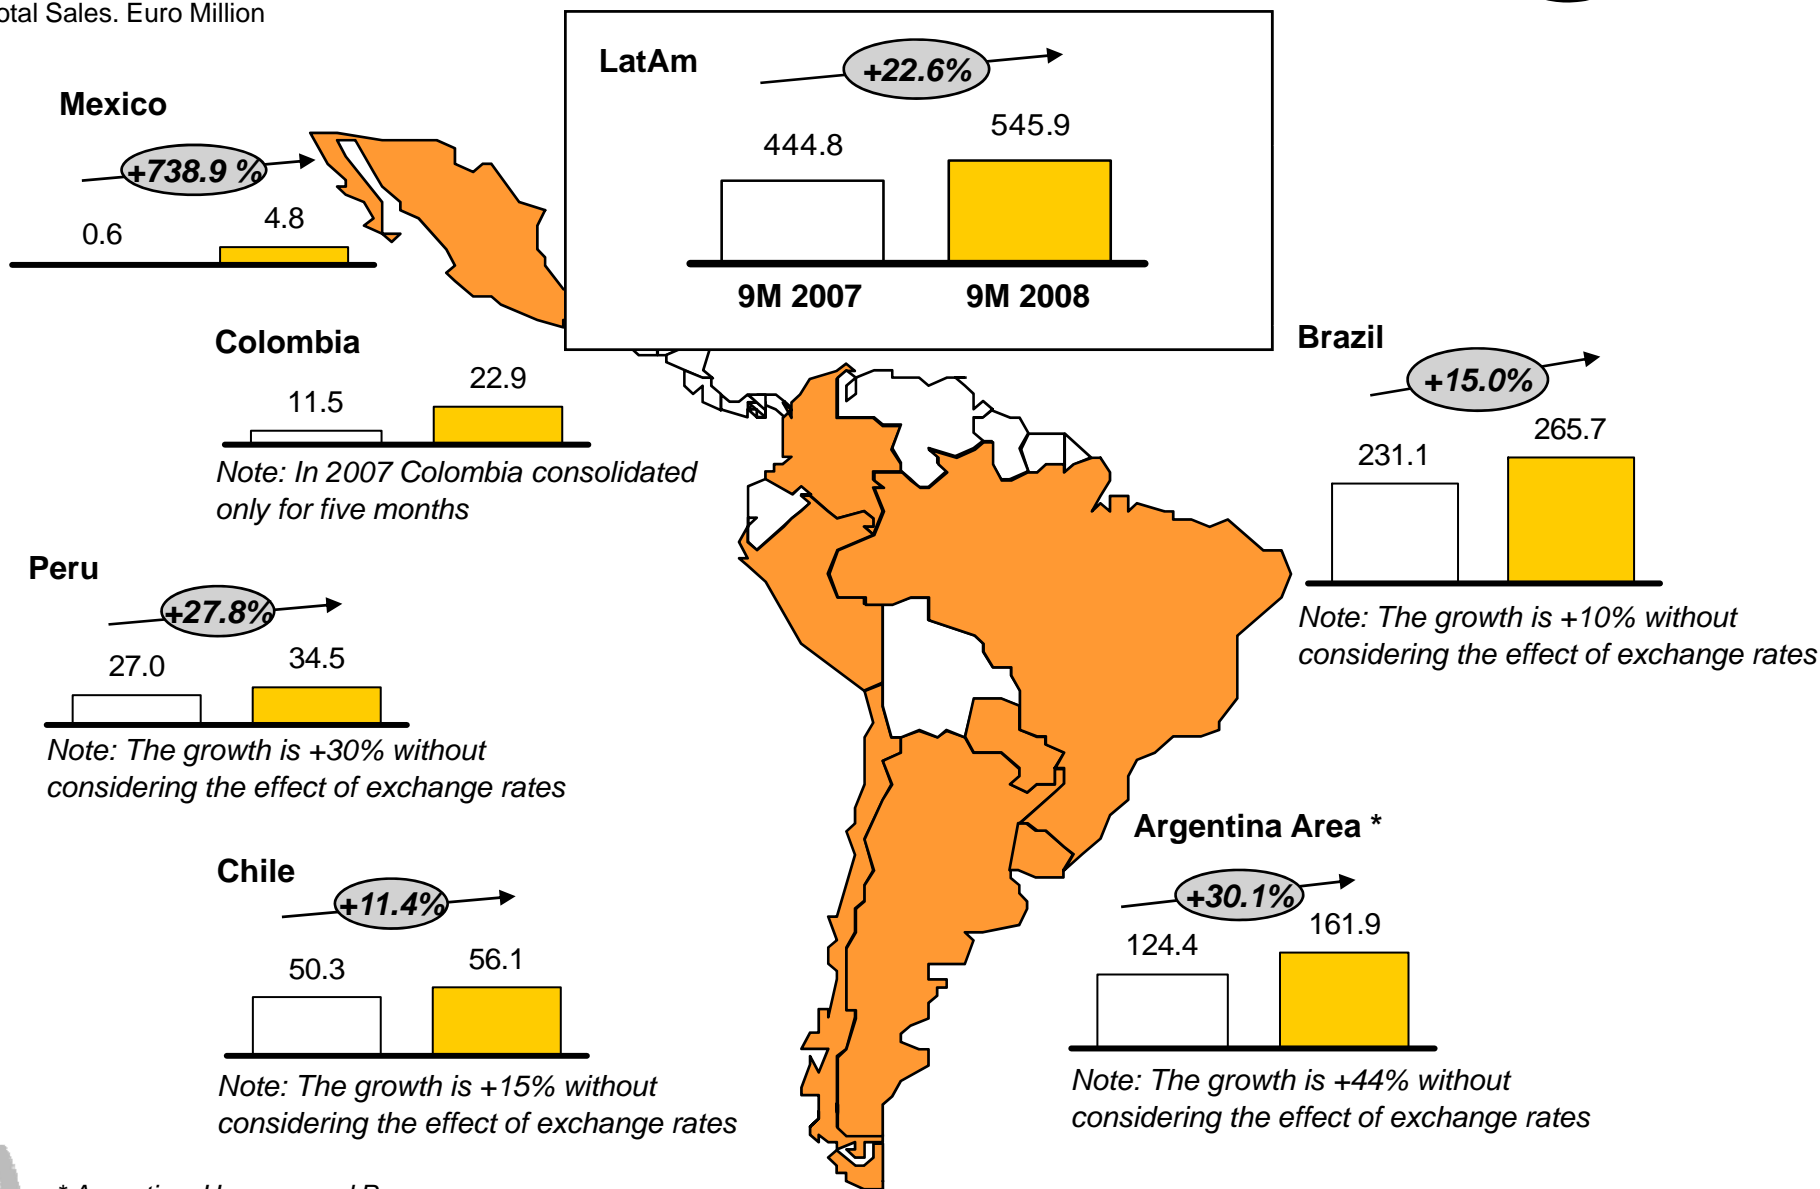 otal Sales. Euro Million
LatAm
+22.6%
444.8
545.9
9M 2007
9M 2008
Mexico
+738.9 %
0.6
4.8
Colombia
11.5
22.9
Note: In 2007 Colombia consolidated
only for five months
Brazil
+15.0%
231.1
265.7
Note: The growth is +10% without
considering the effect of exchange rates
Peru
+27.8%
27.0
34.5
Note: The growth is +30% without
considering the effect of exchange rates
Argentina Area *
+30.1%
124.4
161.9
Note: The growth is +44% without
considering the effect of exchange rates
Chile
+11.4%
50.3
56.1
Note: The growth is +15% without
considering the effect of exchange rates